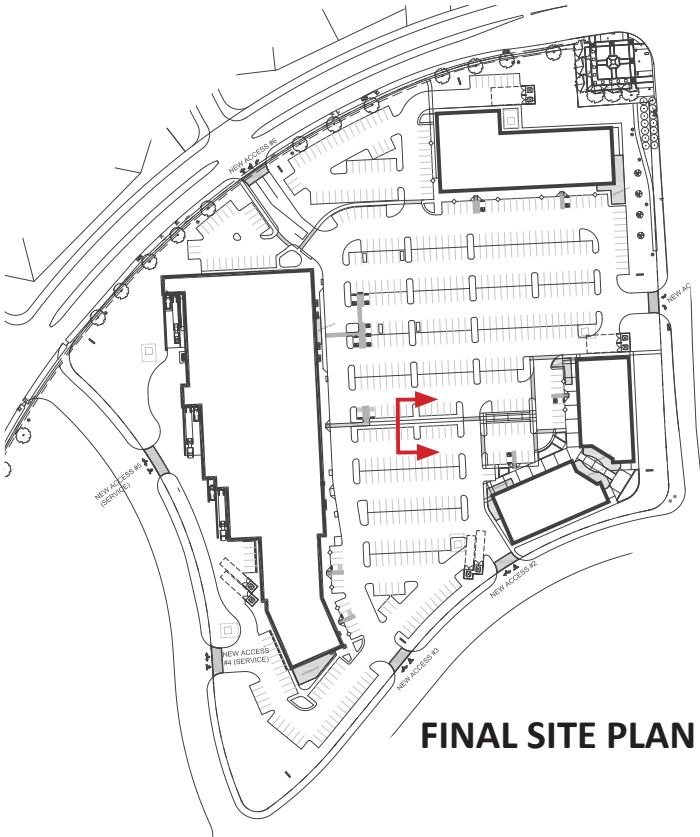 NEW ACCESS #6
NEW AC
NEW ACCESS #5
(SERVICE)
NEW ACCESS #2
NEW ACCESS
#4 (SERVICE)
NEW ACCESS #3
FINAL SITE PLAN